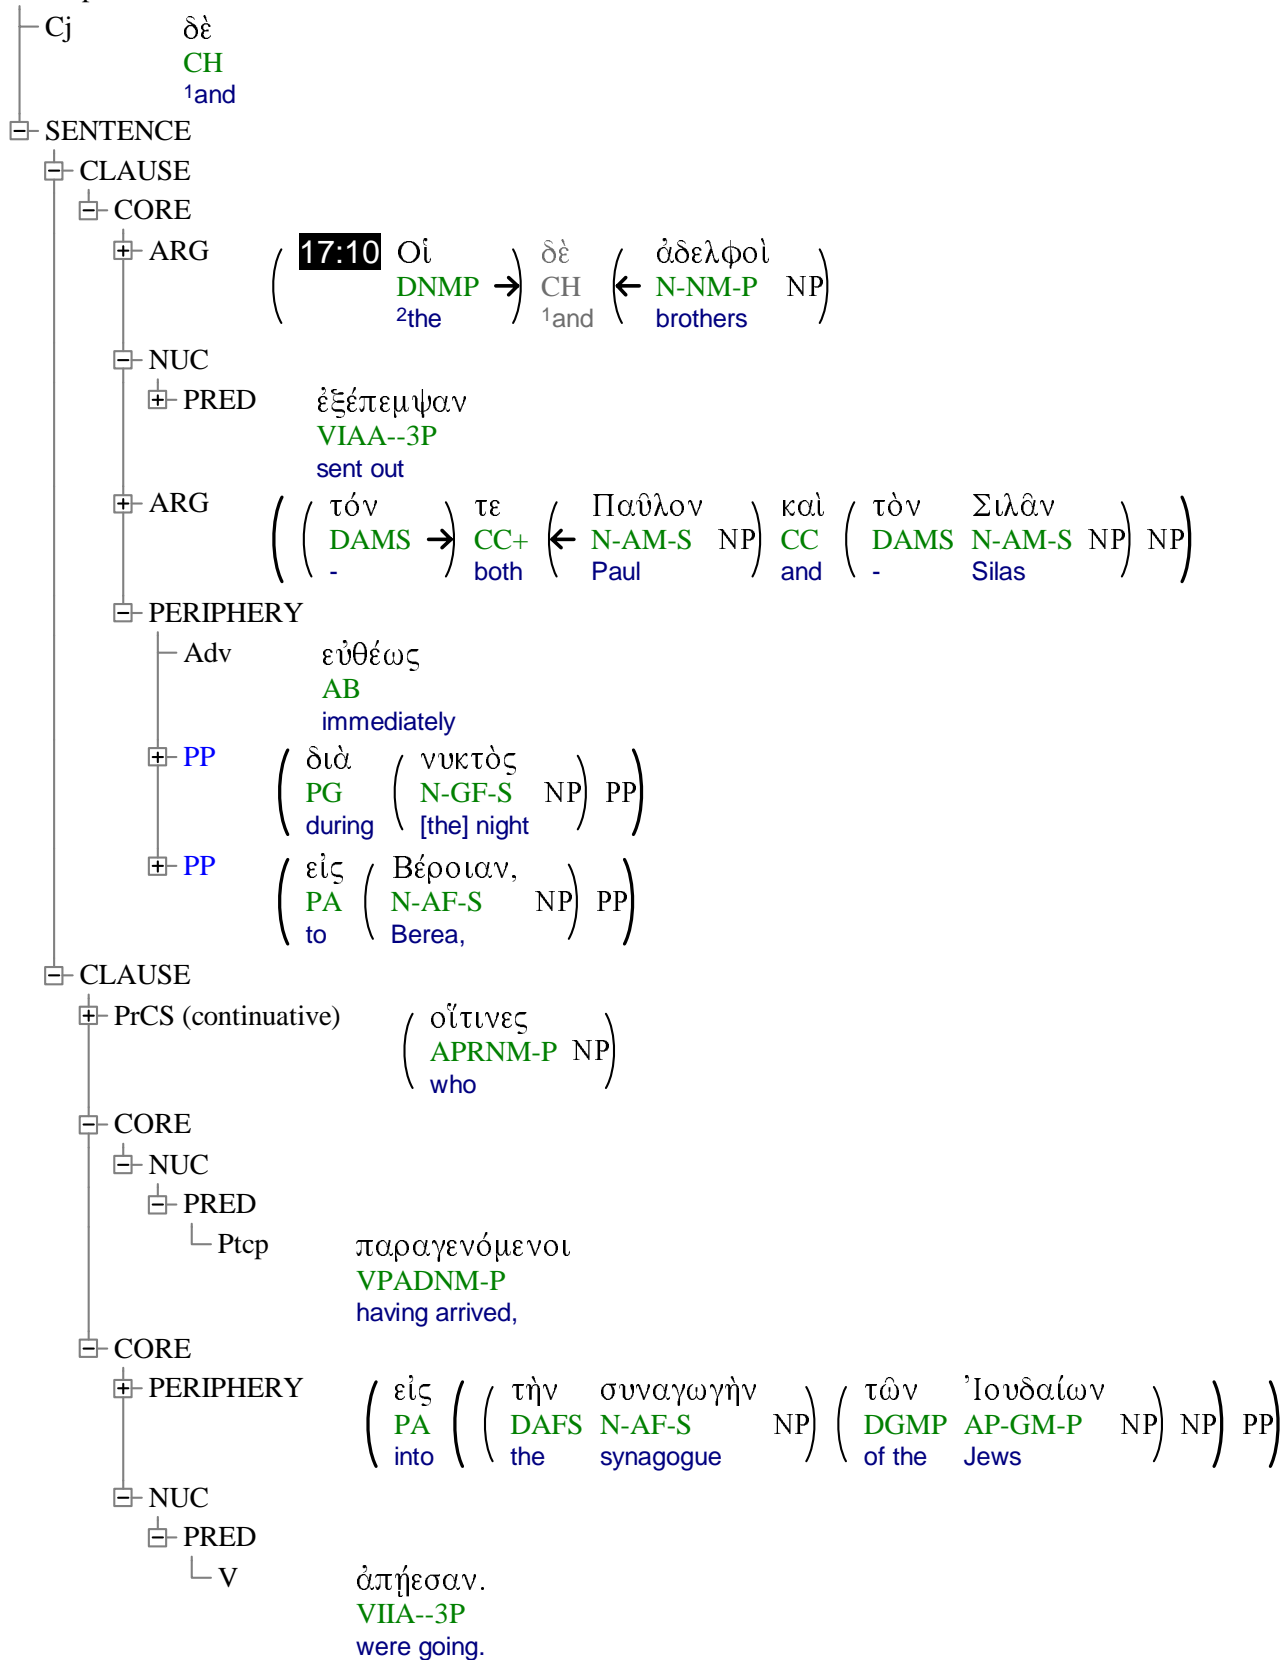 Cj δὲ
CH
¹and
SENTENCE
CLAUSE
CORE
ARG ( 17:10 Οἱ ) δὲ ( ἀδελφοὶ
DNMP → CH ← N-NM-P NP)
²the ¹and brothers
NUC
PRED ἐξέπεμψαν
VIAA--3P
sent out
ARG ( ( τόν ) τε ( Παῦλον ) καὶ ( τὸν Σιλᾶν
DAMS → CC+ ← N-AM-S NP) CC DAMS N-AM-S NP) NP)
- both Paul and - Silas
PERIPHERY
Adv εὐθέως
AB
immediately
PP ( διὰ ( νυκτὸς
PG N-GF-S NP) PP)
during [the] night
PP ( εἰς ( Βέροιαν,
PA N-AF-S NP) PP)
to Berea,
CLAUSE
PrCS (continuative) ( οἵτινες
APRNM-P NP)
who
CORE
NUC
PRED
Ptcp παραγενόμενοι
VPADNM-P
having arrived,
CORE
PERIPHERY ( εἰς ( ( τὴν συναγωγὴν ) ( τῶν Ἰουδαίων
PA DAFS N-AF-S NP) DGMP AP-GM-P NP) NP) PP)
into the synagogue of the Jews
NUC
PRED
V ἀπῄεσαν.
VIIA--3P
were going.